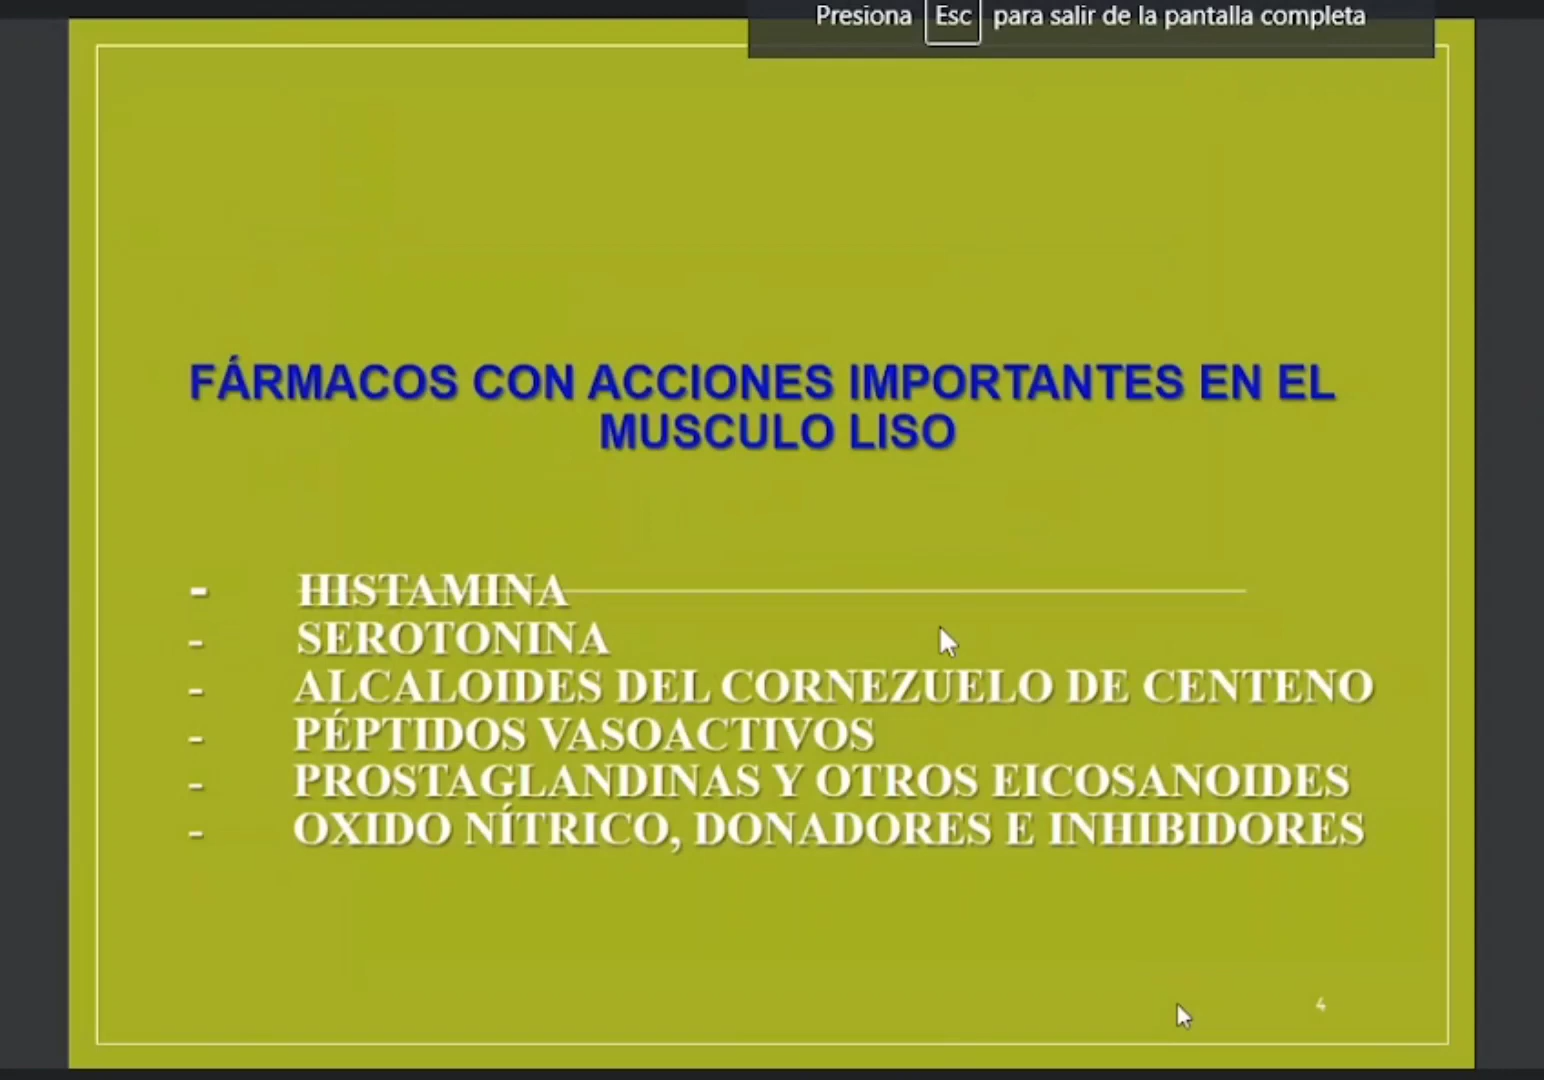 Presiona Esc para salir de la pantalla completa
FÁRMACOS CON ACCIONES IMPORTANTES EN EL
MUSCULO LISO
- HISTAMINA
- SEROTONINA
- ALCALOIDES DEL CORNEZUELO DE CENTENO
- PÉPTIDOS VASOACTIVOS
- PROSTAGLANDINAS Y OTROS EICOSANOIDES
- OXIDO NÍTRICO, DONADORES E INHIBIDORES
4